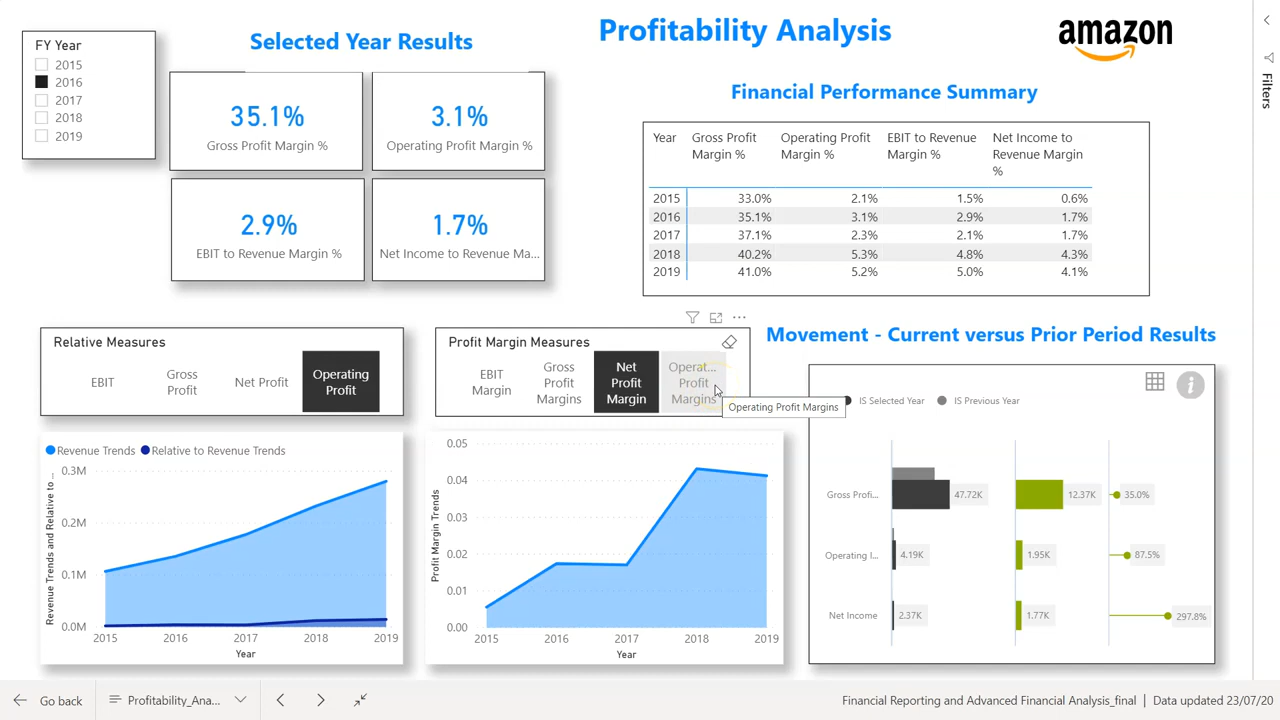 Profitability Analysis
amazon
FY Year
2015
2016
2017
2018
2019
Selected Year Results
35.1%
Gross Profit Margin %
3.1%
Operating Profit Margin %
2.9%
EBIT to Revenue Margin %
1.7%
Net Income to Revenue Ma...
Financial Performance Summary
Year Gross Profit Margin % Operating Profit Margin % EBIT to Revenue Margin % Net Income to Revenue Margin %
2015 33.0% 2.1% 1.5% 0.6%
2016 35.1% 3.1% 2.9% 1.7%
2017 37.1% 2.3% 2.1% 1.7%
2018 40.2% 5.3% 4.8% 4.3%
2019 41.0% 5.2% 5.0% 4.1%
Filters
Relative Measures
EBIT
Gross
Profit
Net Profit
Operating
Profit
Profit Margin Measures
EBIT
Margin
Gross
Profit
Margins
Net
Profit
Margin
Operat...
Profit
Margins
Operating Profit Margins
Revenue Trends Relative to Revenue Trends
Revenue Trends and Relative to ...
0.3M
0.2M
0.1M
0.0M
2015 2016 2017 2018 2019
Year
Profit Margin Trends
0.05
0.04
0.03
0.02
0.01
0.00
2015 2016 2017 2018 2019
Year
Movement - Current versus Prior Period Results
i
IS Selected Year IS Previous Year
Gross Profi... 47.72K 12.37K 35.0%
Operating I... 4.19K 1.95K 87.5%
Net Income 2.37K 1.77K 297.8%
Go back
Profitability_Ana...
Financial Reporting and Advanced Financial Analysis_final | Data updated 23/07/20